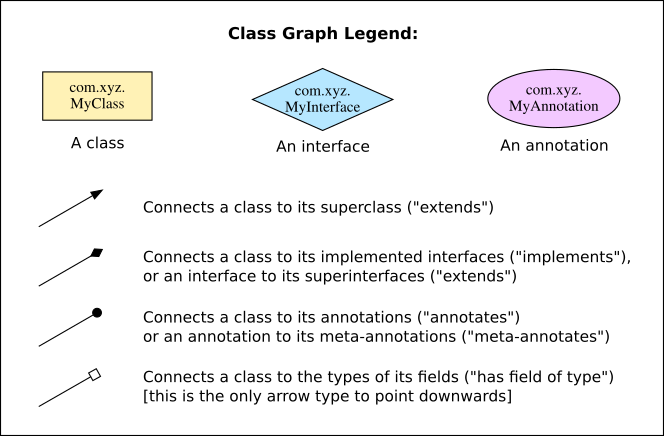 Class Graph Legend:
com.xyz.
MyClass
com.xyz.
MyInterface
com.xyz.
MyAnnotation
A class
An interface
An annotation
Connects a class to its superclass ("extends")
Connects a class to its implemented interfaces ("implements"),
or an interface to its superinterfaces ("extends")
Connects a class to its annotations ("annotates")
or an annotation to its meta-annotations ("meta-annotates")
Connects a class to the types of its fields ("has field of type")
[this is the only arrow type to point downwards]